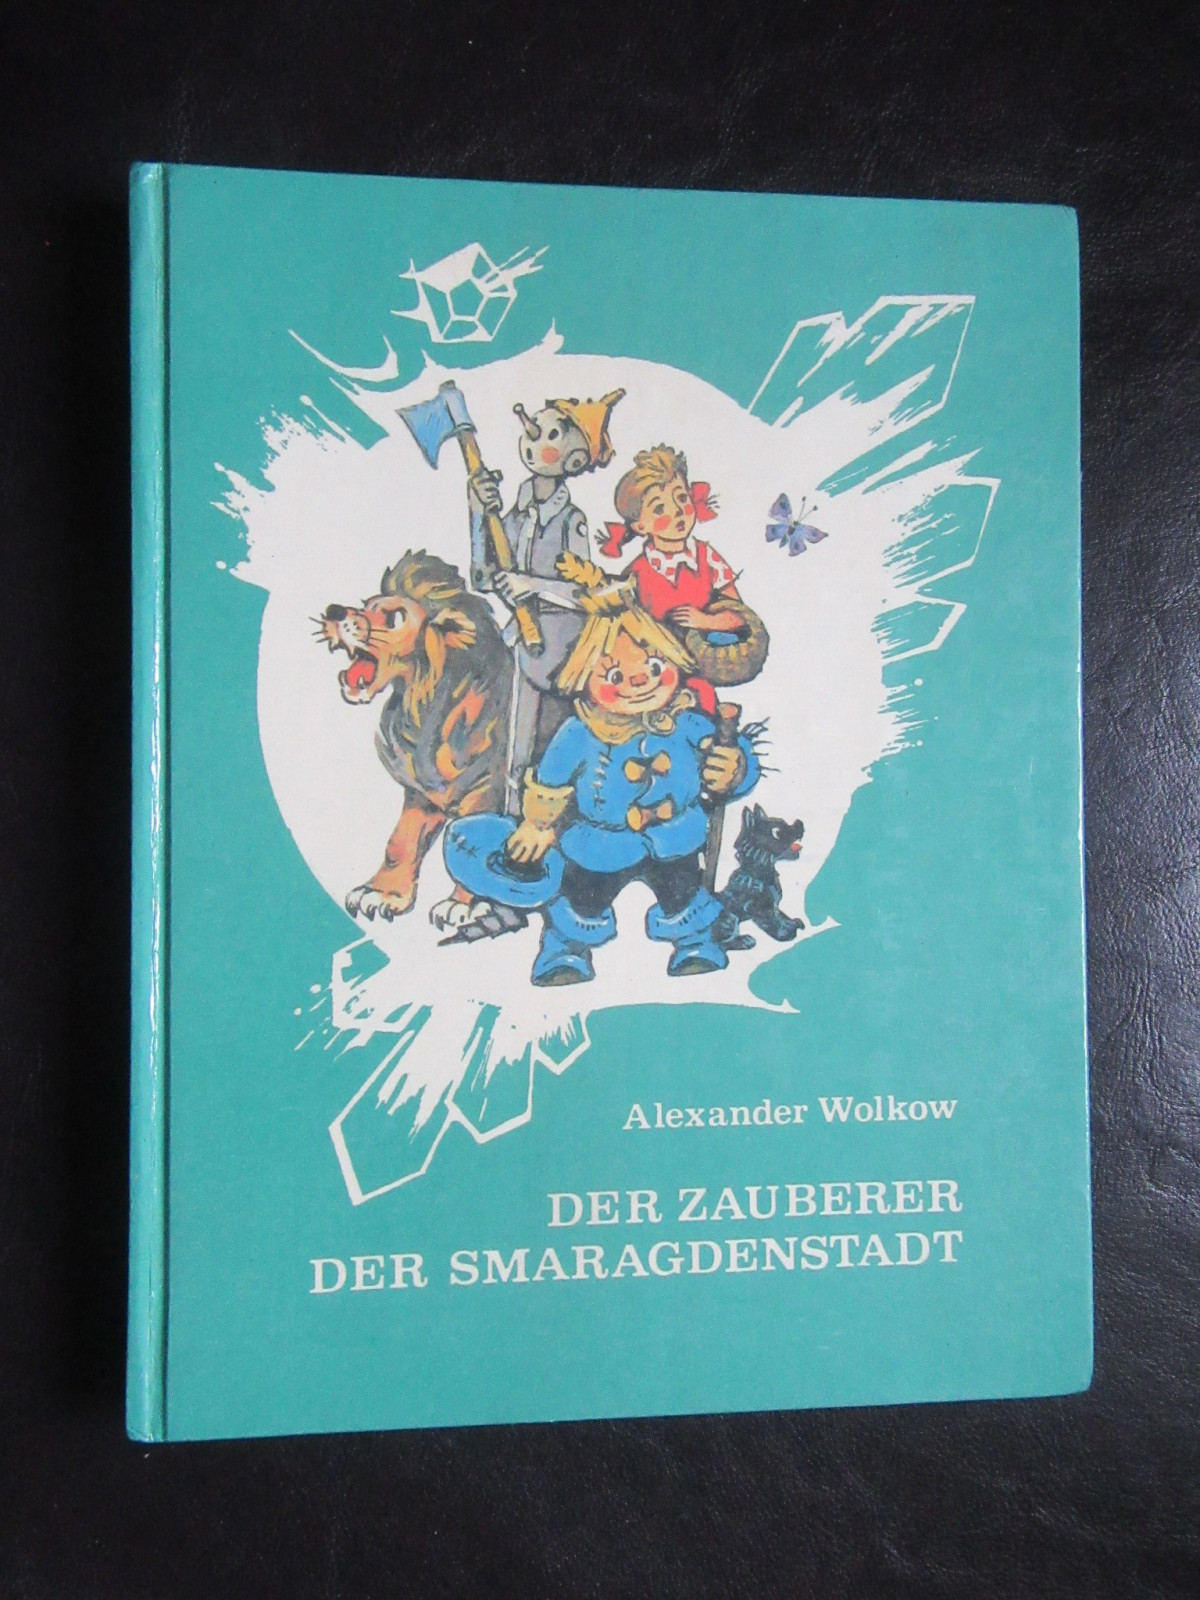 Alexander Wolkow
DER ZAUBERER
DER SMARAGDENSTADT